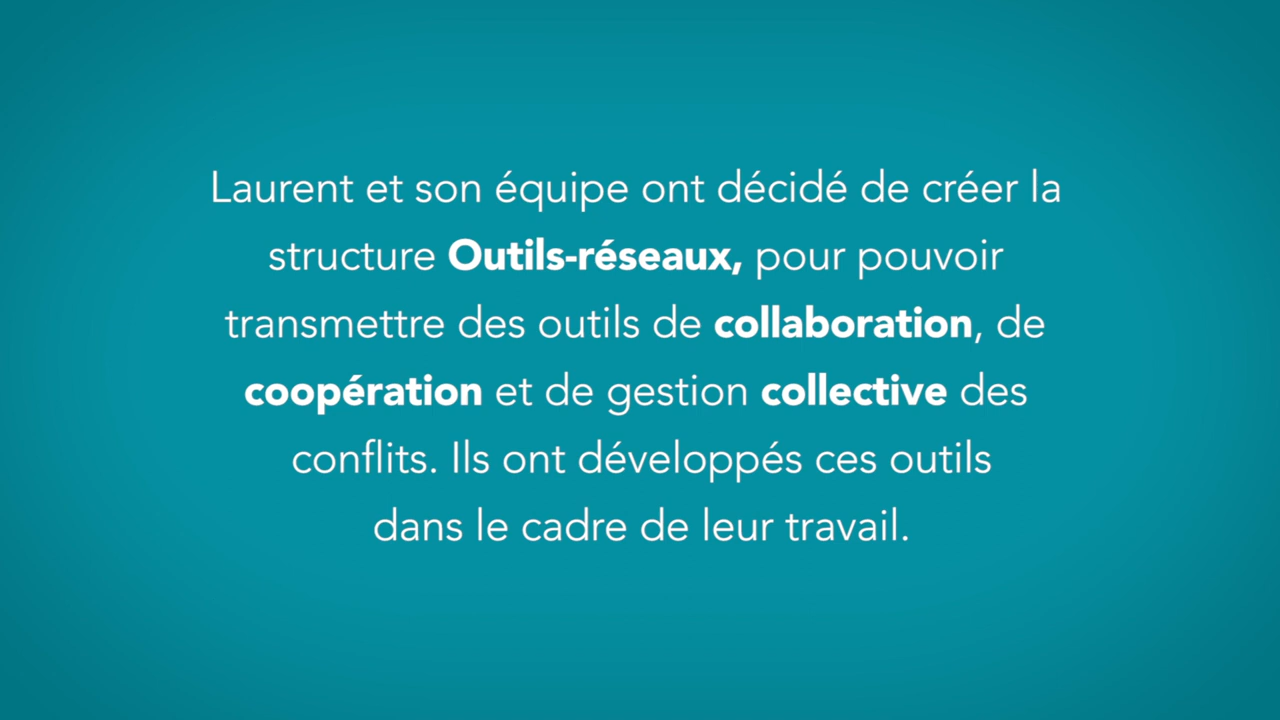 Laurent et son équipe ont décidé de créer la
structure Outils-réseaux, pour pouvoir
transmettre des outils de collaboration, de
coopération et de gestion collective des
conflits. Ils ont développés ces outils
dans le cadre de leur travail.